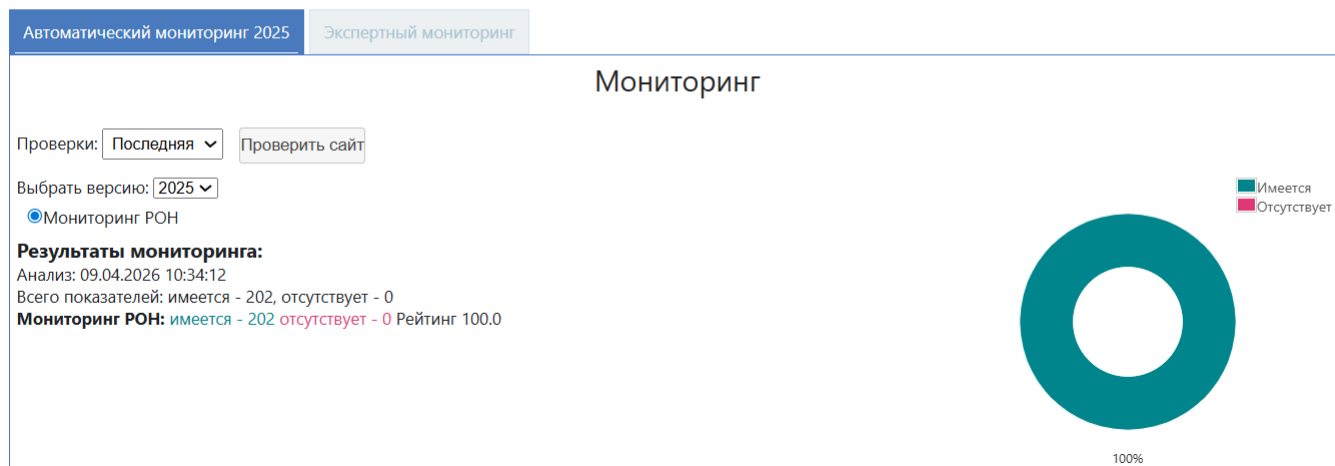 Автоматический мониторинг 2025
Экспертный мониторинг
Мониторинг
Проверки: Последняя Проверить сайт
Выбрать версию: 2025
Мониторинг РОН
Результаты мониторинга:
Анализ: 09.04.2026 10:34:12
Всего показателей: имеется - 202, отсутствует - 0
Мониторинг РОН: имеется - 202 отсутствует - 0 Рейтинг 100.0
Имеется
Отсутствует
100%